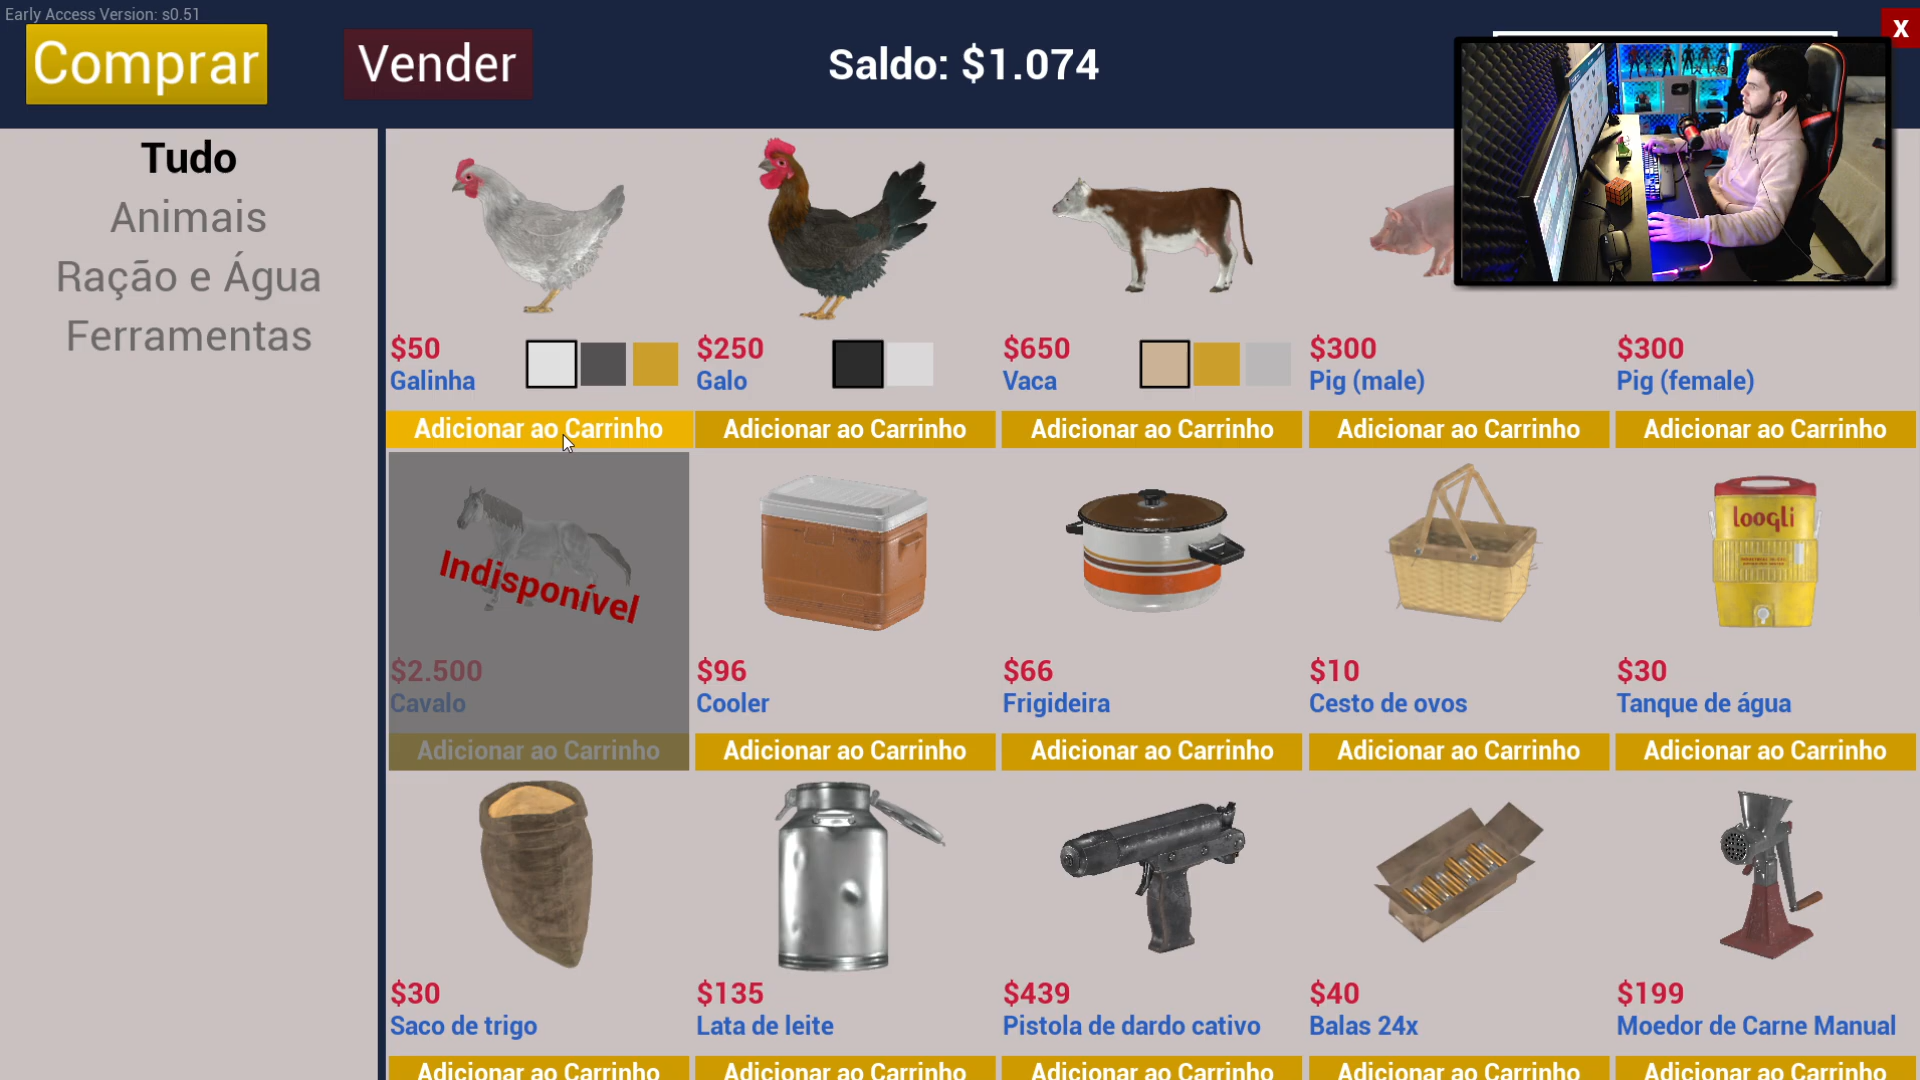 Early Access Version: s0.51
Comprar
Vender
Saldo: $1.074
X
Tudo
Animais
Ração e Água
Ferramentas
$50
Galinha
$250
Galo
$650
Vaca
$300
Pig (male)
$300
Pig (female)
Adicionar ao Carrinho
Adicionar ao Carrinho
Adicionar ao Carrinho
Adicionar ao Carrinho
Adicionar ao Carrinho
Indisponível
loogli
$2.500
Cavalo
$96
Cooler
$66
Frigideira
$10
Cesto de ovos
$30
Tanque de água
Adicionar ao Carrinho
Adicionar ao Carrinho
Adicionar ao Carrinho
Adicionar ao Carrinho
Adicionar ao Carrinho
$30
Saco de trigo
$135
Lata de leite
$439
Pistola de dardo cativo
$40
Balas 24x
$199
Moedor de Carne Manual
Adicionar ao Carrinho
Adicionar ao Carrinho
Adicionar ao Carrinho
Adicionar ao Carrinho
Adicionar ao Carrinho